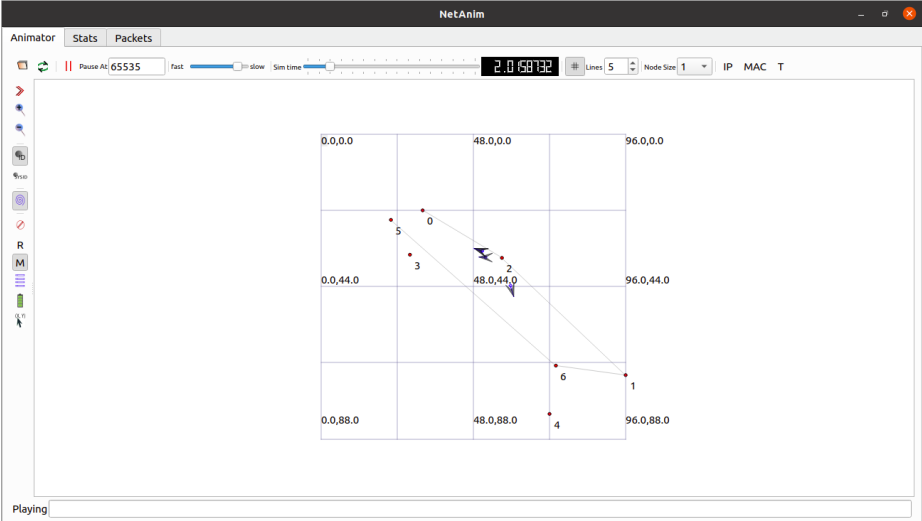 NetAnim
Animator Stats Packets
Pause At 65535 fast slow Sim time 2.0158732 # Lines 5 Node Size 1 IP MAC T
ID
SYSID
R
M
(X, Y)
0.0,0.0 48.0,0.0 96.0,0.0
0
5
3
2
0.0,44.0 48.0,44.0 96.0,44.0
6
1
0.0,88.0 48.0,88.0 96.0,88.0
4
Playing